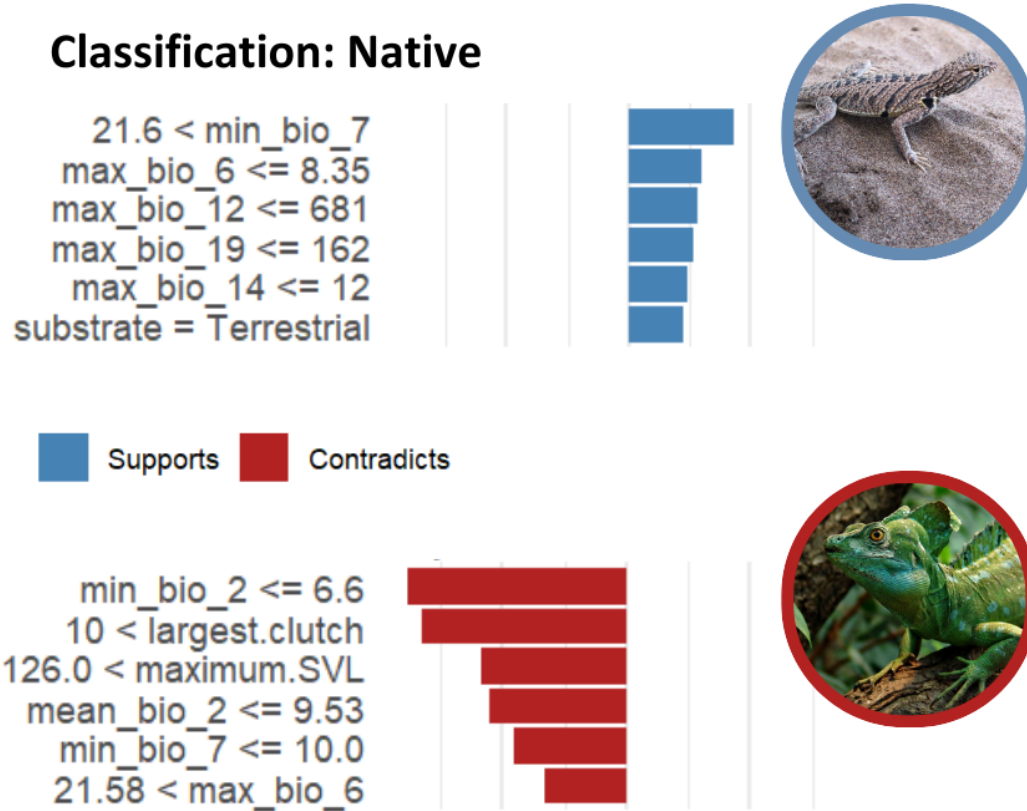 Classification: Native
21.6 < min_bio_7
max_bio_6 <= 8.35
max_bio_12 <= 681
max_bio_19 <= 162
max_bio_14 <= 12
substrate = Terrestrial
Supports Contradicts
min_bio_2 <= 6.6
10 < largest.clutch
126.0 < maximum.SVL
mean_bio_2 <= 9.53
min_bio_7 <= 10.0
21.58 < max_bio_6